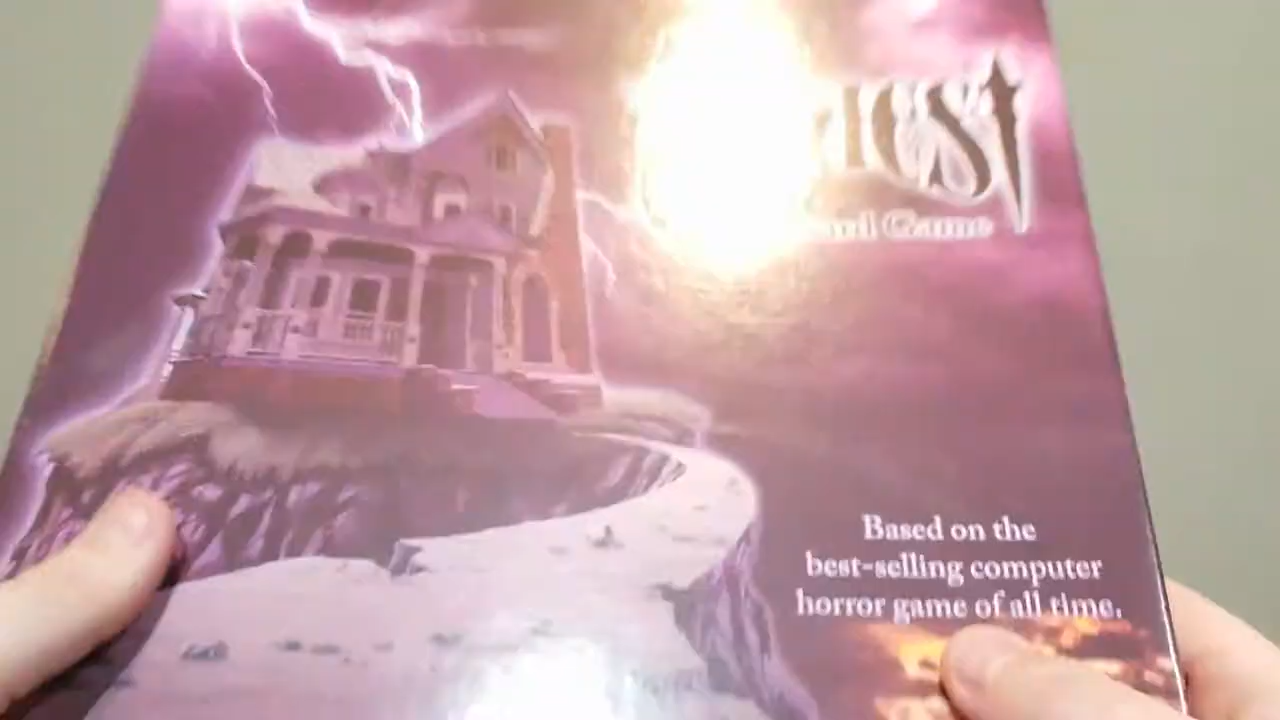 Game
Based on the
best-selling computer
horror game of all time.